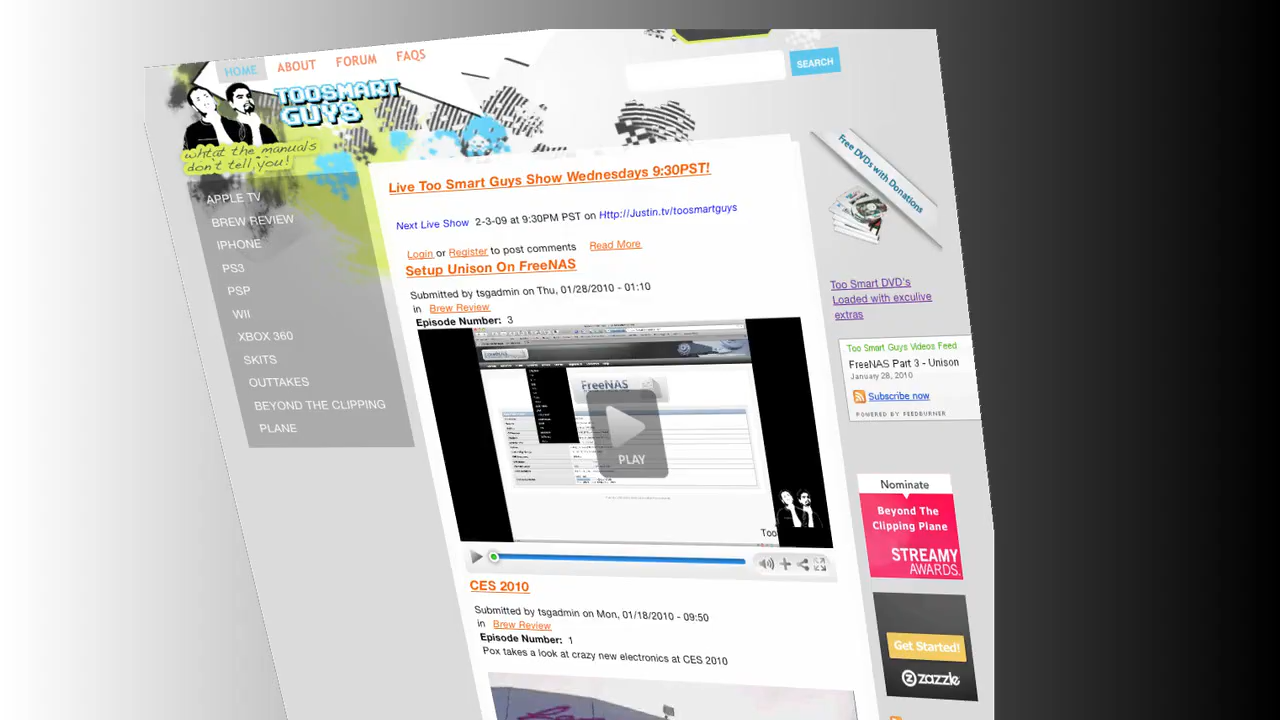 HOME ABOUT FORUM FAQS
SEARCH
TOOSMART
GUYS
whtat the manuals
don't tell you!
APPLE TV
BREW REVIEW
IPHONE
PS3
PSP
WII
XBOX 360
SKITS
OUTTAKES
BEYOND THE CLIPPING
PLANE
Live Too Smart Guys Show Wednesdays 9:30PST!
Next Live Show 2-3-09 at 9:30PM PST on Http://Justin.tv/toosmartguys
Login or Register to post comments Read More
Setup Unison On FreeNAS
Submitted by tsgadmin on Thu, 01/28/2010 - 01:10
in Brew Review
Episode Number: 3
FreeNAS
FreeNAS
PLAY
Too
CES 2010
Submitted by tsgadmin on Mon, 01/18/2010 - 09:50
in Brew Review
Episode Number: 1
Pox takes a look at crazy new electronics at CES 2010
Free DVDs with Donations
Too Smart DVD's
Loaded with exculive
extras
Too Smart Guys Videos Feed
FreeNAS Part 3 - Unison
January 28, 2010
Subscribe now
POWERED BY FEEDBURNER
Nominate
Beyond The
Clipping Plane
STREAMY
AWARDS.
Get Started!
zazzle